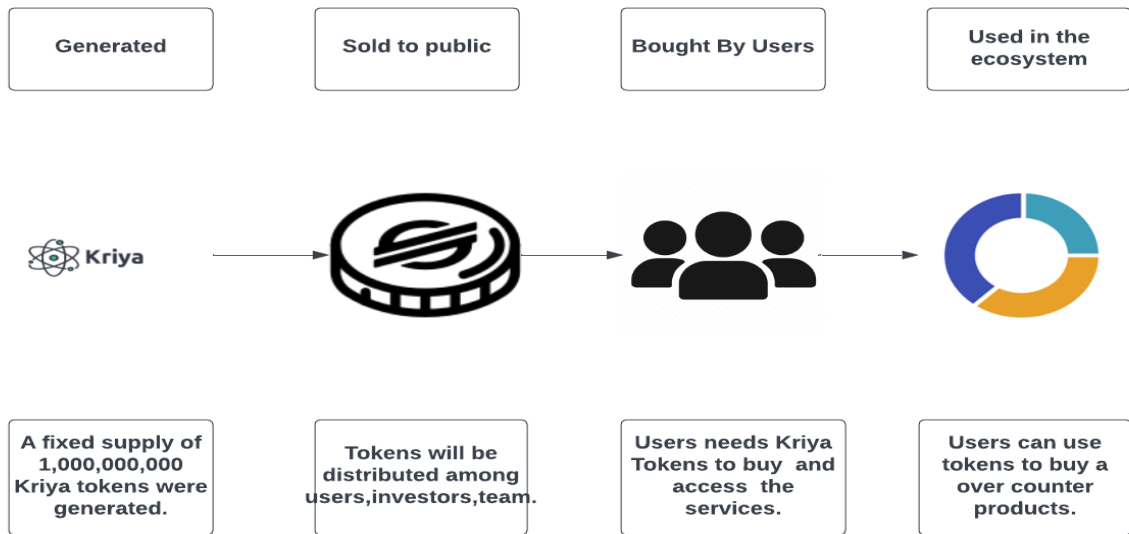 Generated
Sold to public
Bought By Users
Used in the
ecosystem
Kriya
A fixed supply of
1,000,000,000
Kriya tokens were
generated.
Tokens will be
distributed among
users,investors,team.
Users needs Kriya
Tokens to buy and
access the
services.
Users can use
tokens to buy a
over counter
products.